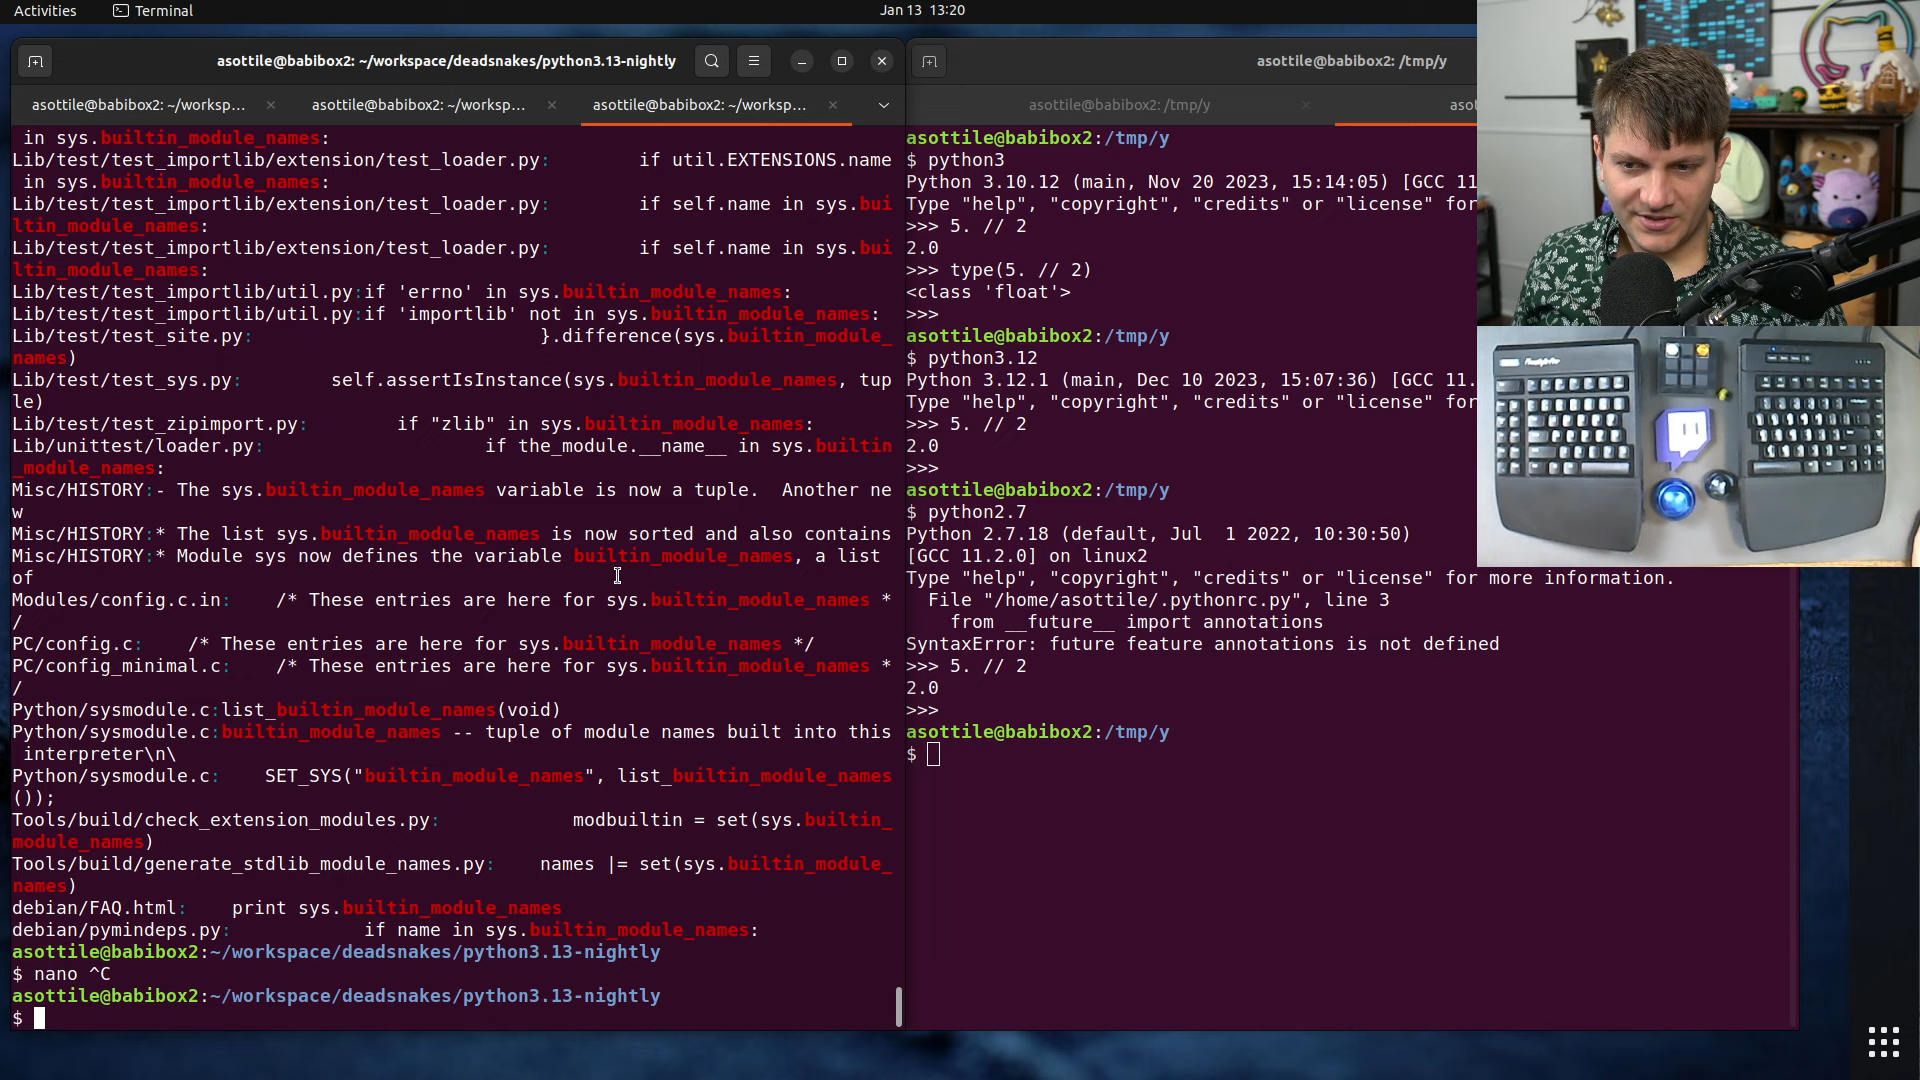 Activities
Terminal
Jan 13 13:20
asottile@babibox2: ~/workspace/deadsnakes/python3.13-nightly
asottile@babibox2: ~/worksp...
asottile@babibox2: ~/worksp...
asottile@babibox2: ~/worksp...
in sys.builtin_module_names:
Lib/test/test_importlib/extension/test_loader.py:        if util.EXTENSIONS.name
in sys.builtin_module_names:
Lib/test/test_importlib/extension/test_loader.py:        if self.name in sys.bui
ltin_module_names:
Lib/test/test_importlib/extension/test_loader.py:        if self.name in sys.bui
ltin_module_names:
Lib/test/test_importlib/util.py:if 'errno' in sys.builtin_module_names:
Lib/test/test_importlib/util.py:if 'importlib' not in sys.builtin_module_names:
Lib/test/test_site.py:                          }.difference(sys.builtin_module_
names)
Lib/test/test_sys.py:        self.assertIsInstance(sys.builtin_module_names, tup
le)
Lib/test/test_zipimport.py:        if "zlib" in sys.builtin_module_names:
Lib/unittest/loader.py:                    if the_module.__name__ in sys.builtin
_module_names:
Misc/HISTORY:- The sys.builtin_module_names variable is now a tuple.  Another ne
w
Misc/HISTORY:* The list sys.builtin_module_names is now sorted and also contains
Misc/HISTORY:* Module sys now defines the variable builtin_module_names, a list
of
Modules/config.c.in:    /* These entries are here for sys.builtin_module_names *
/
PC/config.c:    /* These entries are here for sys.builtin_module_names */
PC/config_minimal.c:    /* These entries are here for sys.builtin_module_names *
/
Python/sysmodule.c:list_builtin_module_names(void)
Python/sysmodule.c:builtin_module_names -- tuple of module names built into this
interpreter\n\
Python/sysmodule.c:    SET_SYS("builtin_module_names", list_builtin_module_names
());
Tools/build/check_extension_modules.py:            modbuiltin = set(sys.builtin_
module_names)
Tools/build/generate_stdlib_module_names.py:    names |= set(sys.builtin_module_
names)
debian/FAQ.html:    print sys.builtin_module_names
debian/pymindeps.py:            if name in sys.builtin_module_names:
asottile@babibox2:~/workspace/deadsnakes/python3.13-nightly
$ nano ^C
asottile@babibox2:~/workspace/deadsnakes/python3.13-nightly
$
asottile@babibox2: /tmp/y
asottile@babibox2: /tmp/y
asot
asottile@babibox2:/tmp/y
$ python3
Python 3.10.12 (main, Nov 20 2023, 15:14:05) [GCC 11
Type "help", "copyright", "credits" or "license" for
>>> 5. // 2
2.0
>>> type(5. // 2)
<class 'float'>
>>>
asottile@babibox2:/tmp/y
$ python3.12
Python 3.12.1 (main, Dec 10 2023, 15:07:36) [GCC 11.
Type "help", "copyright", "credits" or "license" for
>>> 5. // 2
2.0
>>>
asottile@babibox2:/tmp/y
$ python2.7
Python 2.7.18 (default, Jul  1 2022, 10:30:50)
[GCC 11.2.0] on linux2
Type "help", "copyright", "credits" or "license" for more information.
  File "/home/asottile/.pythonrc.py", line 3
    from __future__ import annotations
SyntaxError: future feature annotations is not defined
>>> 5. // 2
2.0
>>>
asottile@babibox2:/tmp/y
$